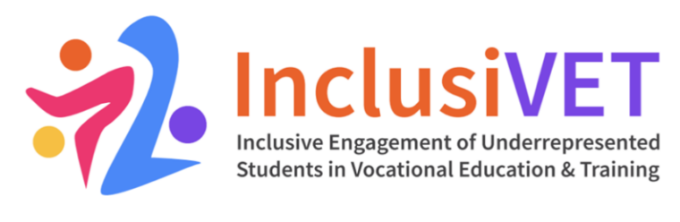 InclusiVET
Inclusive Engagement of Underrepresented
Students in Vocational Education & Training